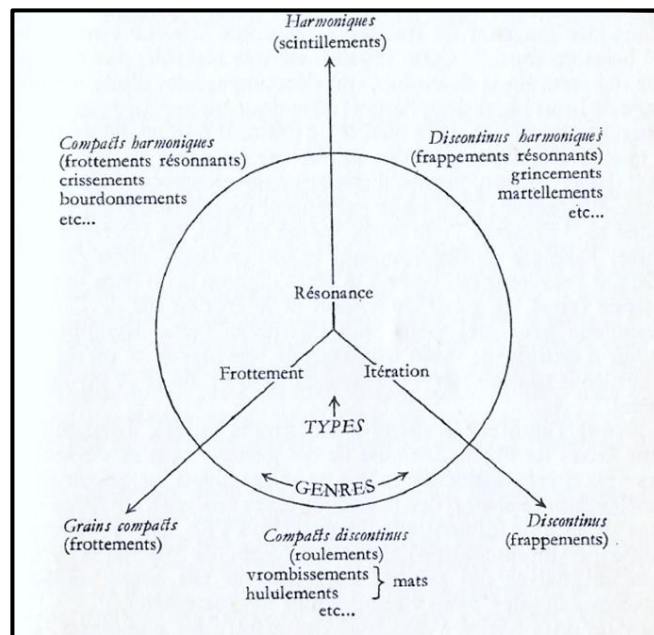 Harmoniques
(scintillements)
Compacts harmoniques
(frottements résonnants)
crissements
bourdonnements
etc...
Discontinus harmoniques
(frappements résonnants)
grincements
martellements
etc...
Résonance
Frottement
Itération
TYPES
GENRES
Grains compacts
(frottements)
Compacts discontinus
(roulements)
vrombissements
hululements
mats
etc...
Discontinus
(frappements)